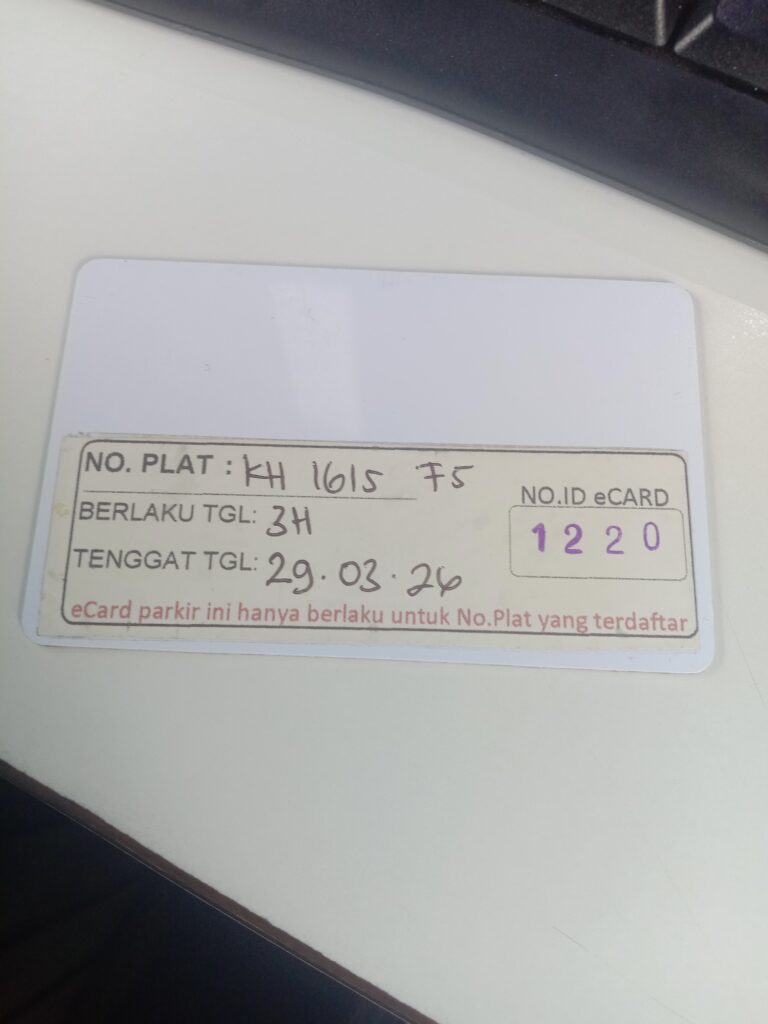 NO. PLAT : KH 1615 FS
NO.ID eCARD
BERLAKU TGL: 3H
1220
TENGGAT TGL: 29.03.26
eCard parkir ini hanya berlaku untuk No.Plat yang terdaftar